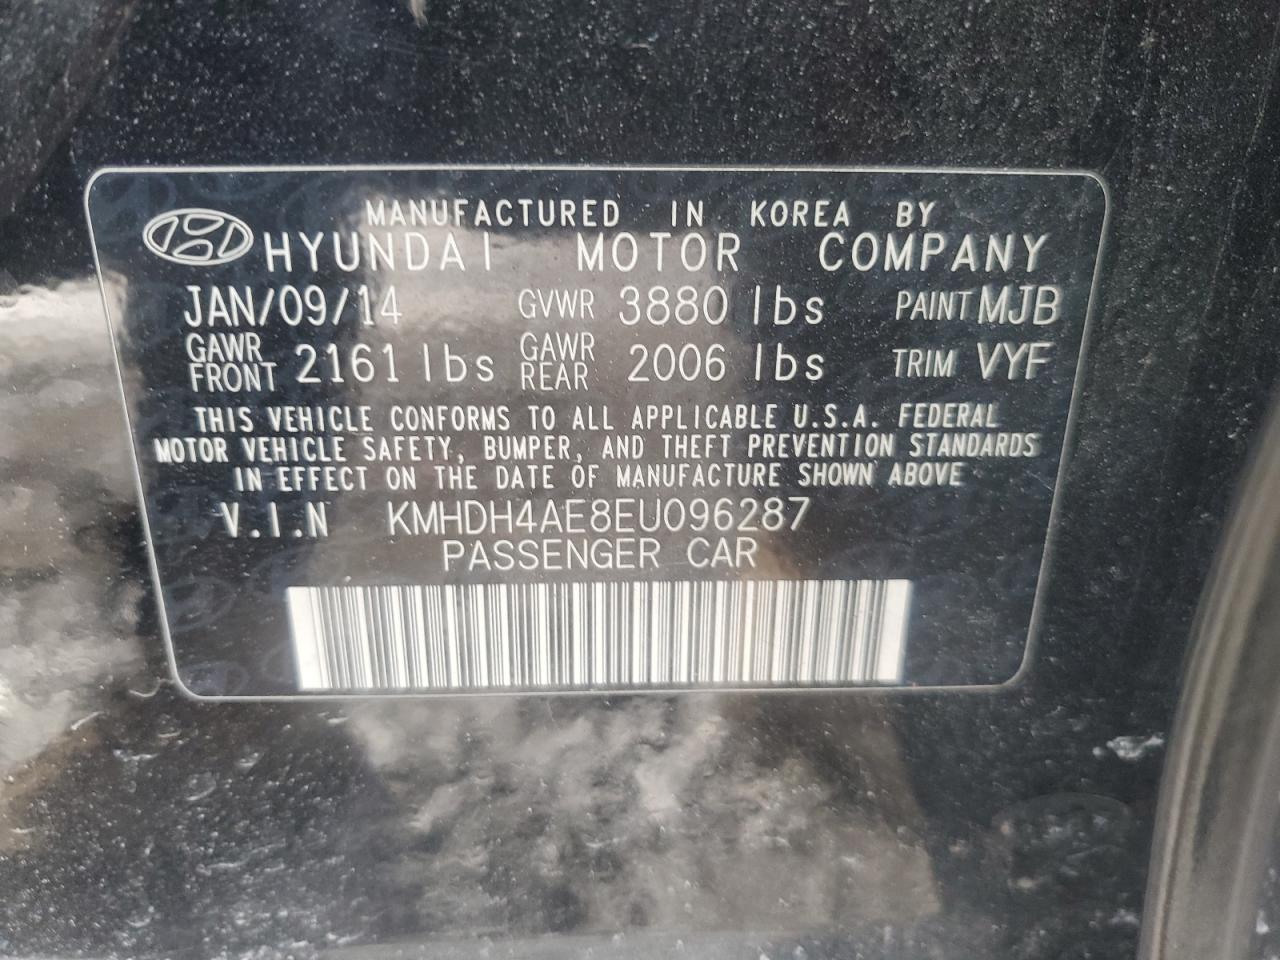 MANUFACTURED IN KOREA BY
HYUNDAI MOTOR COMPANY
JAN/09/14 GVWR 3880 lbs PAINT MJB
GAWR FRONT 2161 lbs GAWR REAR 2006 lbs TRIM VYF
THIS VEHICLE CONFORMS TO ALL APPLICABLE U.S.A. FEDERAL
MOTOR VEHICLE SAFETY, BUMPER, AND THEFT PREVENTION STANDARDS
IN EFFECT ON THE DATE OF MANUFACTURE SHOWN ABOVE
V.I.N KMHDH4AE8EU096287
PASSENGER CAR